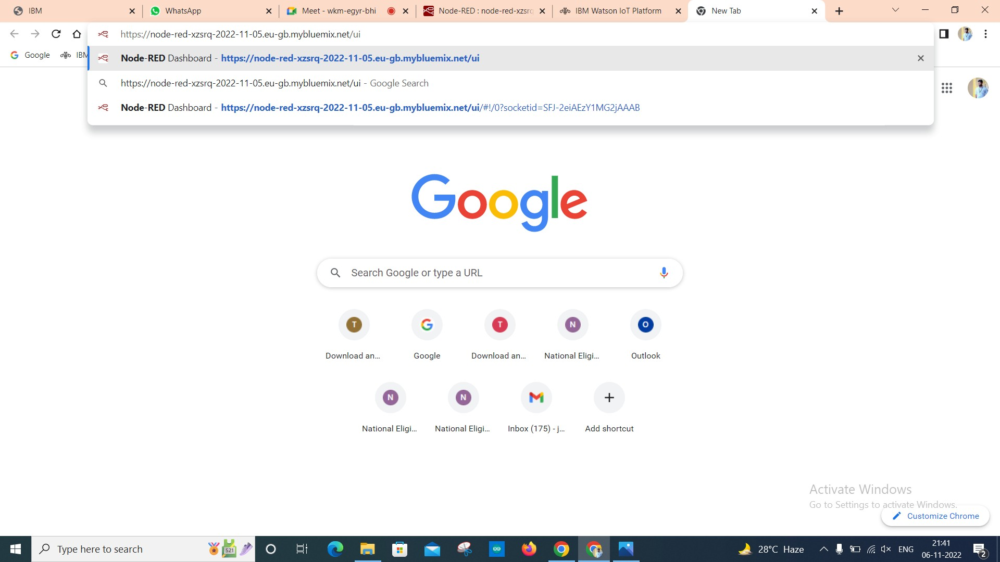 IBM
WhatsApp
Meet - wkm-egyr-bhi
Node-RED : node-red-xzsrq
IBM Watson IoT Platform
New Tab
https://node-red-xzsrq-2022-11-05.eu-gb.mybluemix.net/ui
Google
IBM
Node-RED Dashboard - https://node-red-xzsrq-2022-11-05.eu-gb.mybluemix.net/ui
https://node-red-xzsrq-2022-11-05.eu-gb.mybluemix.net/ui - Google Search
Node-RED Dashboard - https://node-red-xzsrq-2022-11-05.eu-gb.mybluemix.net/ui/#!/0?socketid=SFJ-2eiAEzY1MG2jAAAB
Google
Search Google or type a URL
T
T
N
O
Download an...
Google
Download an...
National Eligi...
Outlook
N
N
National Eligi...
National Eligi...
Inbox (175) - j...
Add shortcut
Activate Windows
Go to Settings to activate Windows.
Customize Chrome
Type here to search
521
28°C Haze
ENG
21:41
06-11-2022
2